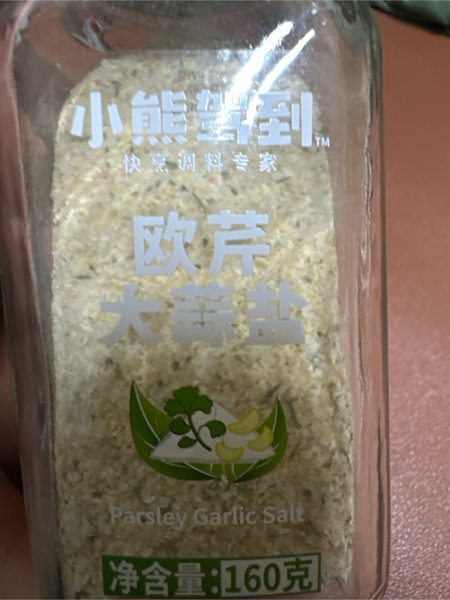 小熊驾到™
快烹调料专家
欧芹
大蒜盐
Parsley Garlic Salt
净含量:160克